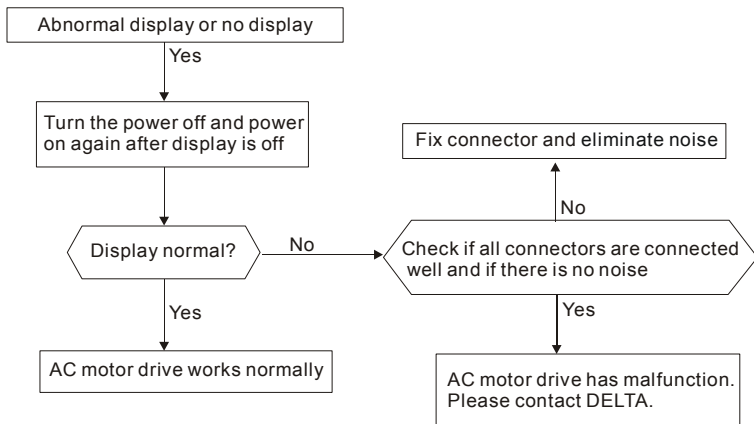 Abnormal display or no display
Yes
Turn the power off and power
on again after display is off
Fix connector and eliminate noise
No
Display normal?
No
Check if all connectors are connected
well and if there is no noise
Yes
Yes
AC motor drive works normally
AC motor drive has malfunction.
Please contact DELTA.